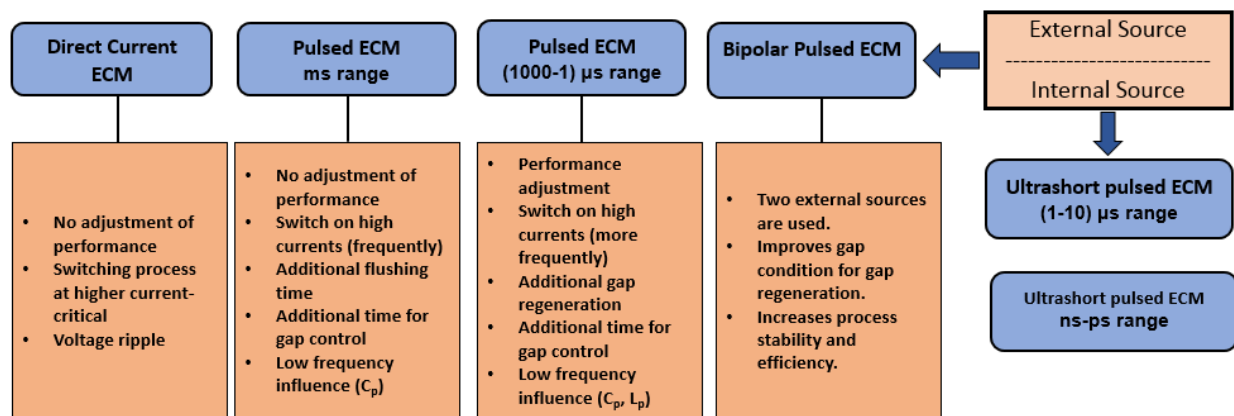 Direct Current
ECM
Pulsed ECM
ms range
Pulsed ECM
(1000-1) µs range
Bipolar Pulsed ECM
External Source
-----------------------------
Internal Source
• No adjustment of
performance
• Switching process
at higher current-
critical
• Voltage ripple
• No adjustment of
performance
• Switch on high
currents (frequently)
• Additional flushing
time
• Additional time for
gap control
• Low frequency
influence (Cₚ)
• Performance
adjustment
• Switch on high
currents (more
frequently)
• Additional gap
regeneration
• Additional time for
gap control
• Low frequency
influence (Cₚ, Lₚ)
• Two external sources
are used.
• Improves gap
condition for gap
regeneration.
• Increases process
stability and
efficiency.
Ultrashort pulsed ECM
(1-10) µs range
Ultrashort pulsed ECM
ns-ps range